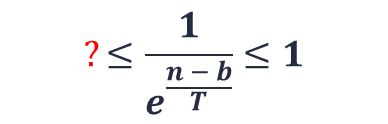 ? ≤ 1 / e^((n − b) / T) ≤ 1